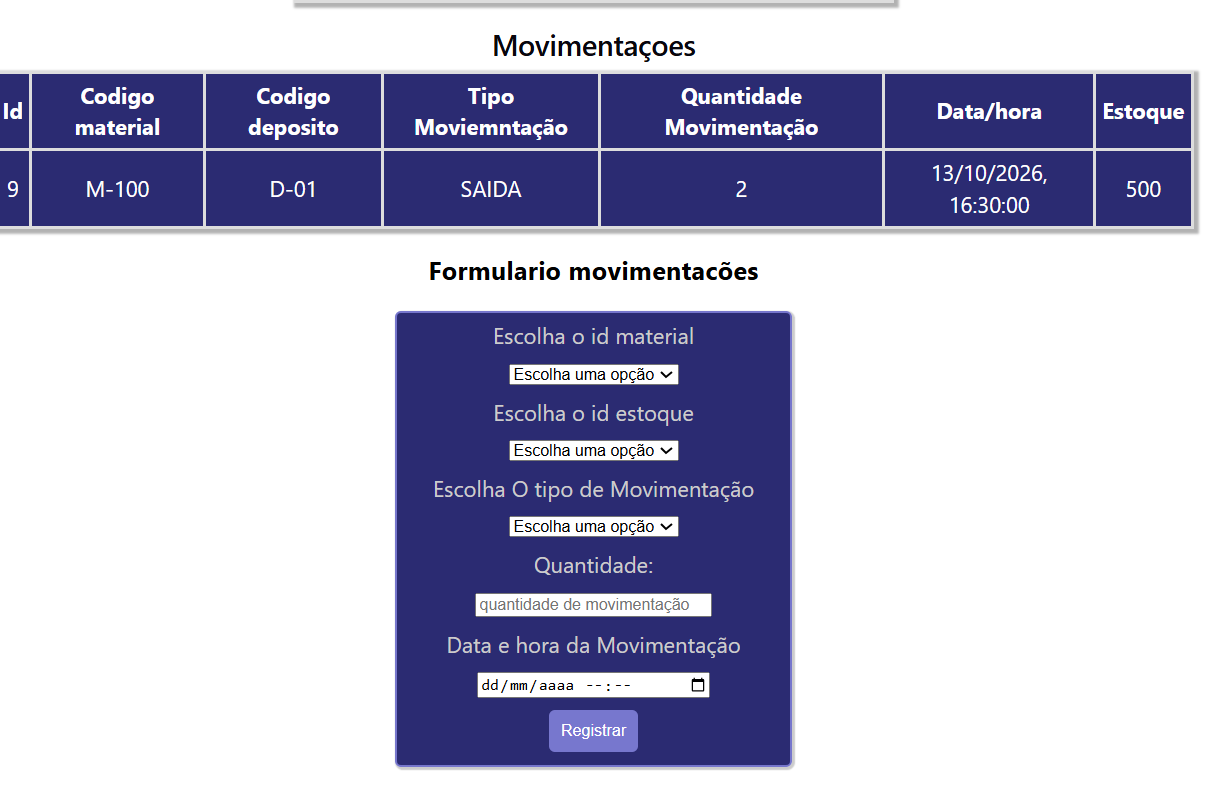 Movimentaçoes
Id Codigo material Codigo deposito Tipo Moviemntação Quantidade Movimentação Data/hora Estoque
9 M-100 D-01 SAIDA 2 13/10/2026, 16:30:00 500
Formulario movimentacões
Escolha o id material
Escolha uma opção
Escolha o id estoque
Escolha uma opção
Escolha O tipo de Movimentação
Escolha uma opção
Quantidade:
quantidade de movimentação
Data e hora da Movimentação
dd/mm/aaaa --:--
Registrar